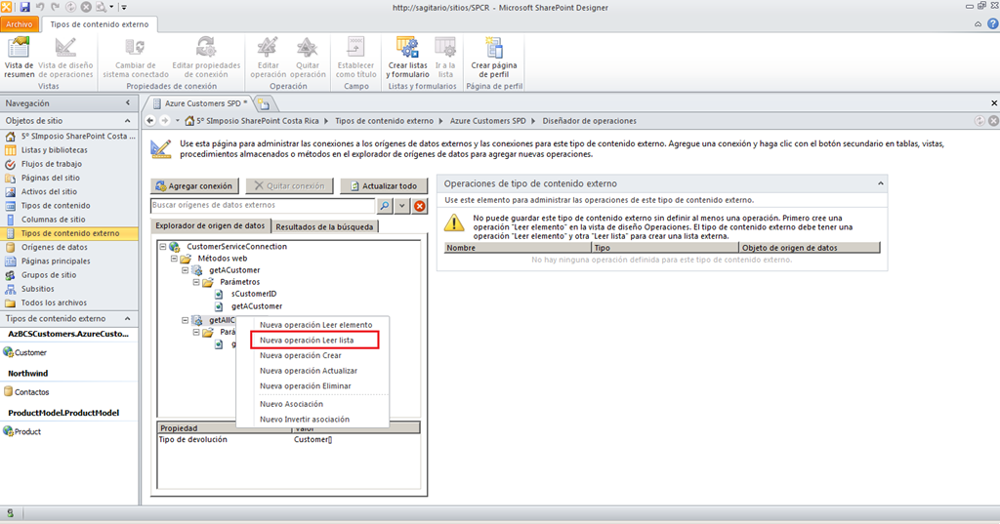 http://sagitario/sitios/SPCR - Microsoft SharePoint Designer
Archivo
Tipos de contenido externo
Vista de resumen
Vista de diseño de operaciones
Vistas
Cambiar de sistema conectado
Editar propiedades de conexión
Propiedades de conexión
Editar operación
Quitar operación
Operación
Establecer como título
Campo
Crear listas y formulario
Ir a la lista
Listas y formularios
Crear página de perfil
Página de perfil
Navegación
Objetos de sitio
5º SImposio SharePoint Costa ...
Listas y bibliotecas
Flujos de trabajo
Páginas del sitio
Activos del sitio
Tipos de contenido
Columnas de sitio
Tipos de contenido externo
Orígenes de datos
Páginas principales
Grupos de sitio
Subsitios
Todos los archivos
Tipos de contenido externo
AzBCSCustomers.AzureCusto...
Customer
Northwind
Contactos
ProductModel.ProductModel
Product
Azure Customers SPD *
5º SImposio SharePoint Costa Rica
Tipos de contenido externo
Azure Customers SPD
Diseñador de operaciones
Use esta página para administrar las conexiones a los orígenes de datos externos y las conexiones para este tipo de contenido externo. Agregue una conexión y haga clic con el botón secundario en tablas, vistas,
procedimientos almacenados o métodos en el explorador de orígenes de datos para agregar nuevas operaciones.
Agregar conexión
Quitar conexión
Actualizar todo
Buscar orígenes de datos externos
Explorador de origen de datos
Resultados de la búsqueda
CustomerServiceConnection
Métodos web
getACustomer
Parámetros
sCustomerID
getACustomer
getAllC
Pará
g
Nueva operación Leer elemento
Nueva operación Leer lista
Nueva operación Crear
Nueva operación Actualizar
Nueva operación Eliminar
Nuevo Asociación
Nuevo Invertir asociación
Propiedad
Valor
Tipo de devolución
Customer[]
Operaciones de tipo de contenido externo
Use este elemento para administrar las operaciones de este tipo de contenido externo.
No puede guardar este tipo de contenido externo sin definir al menos una operación. Primero cree una
operación "Leer elemento" en la vista de diseño Operaciones. El tipo de contenido externo debe tener una
operación "Leer elemento" y otra "Leer lista" para crear una lista externa.
Nombre
Tipo
Objeto de origen de datos
No hay ninguna operación definida para este tipo de contenido externo.